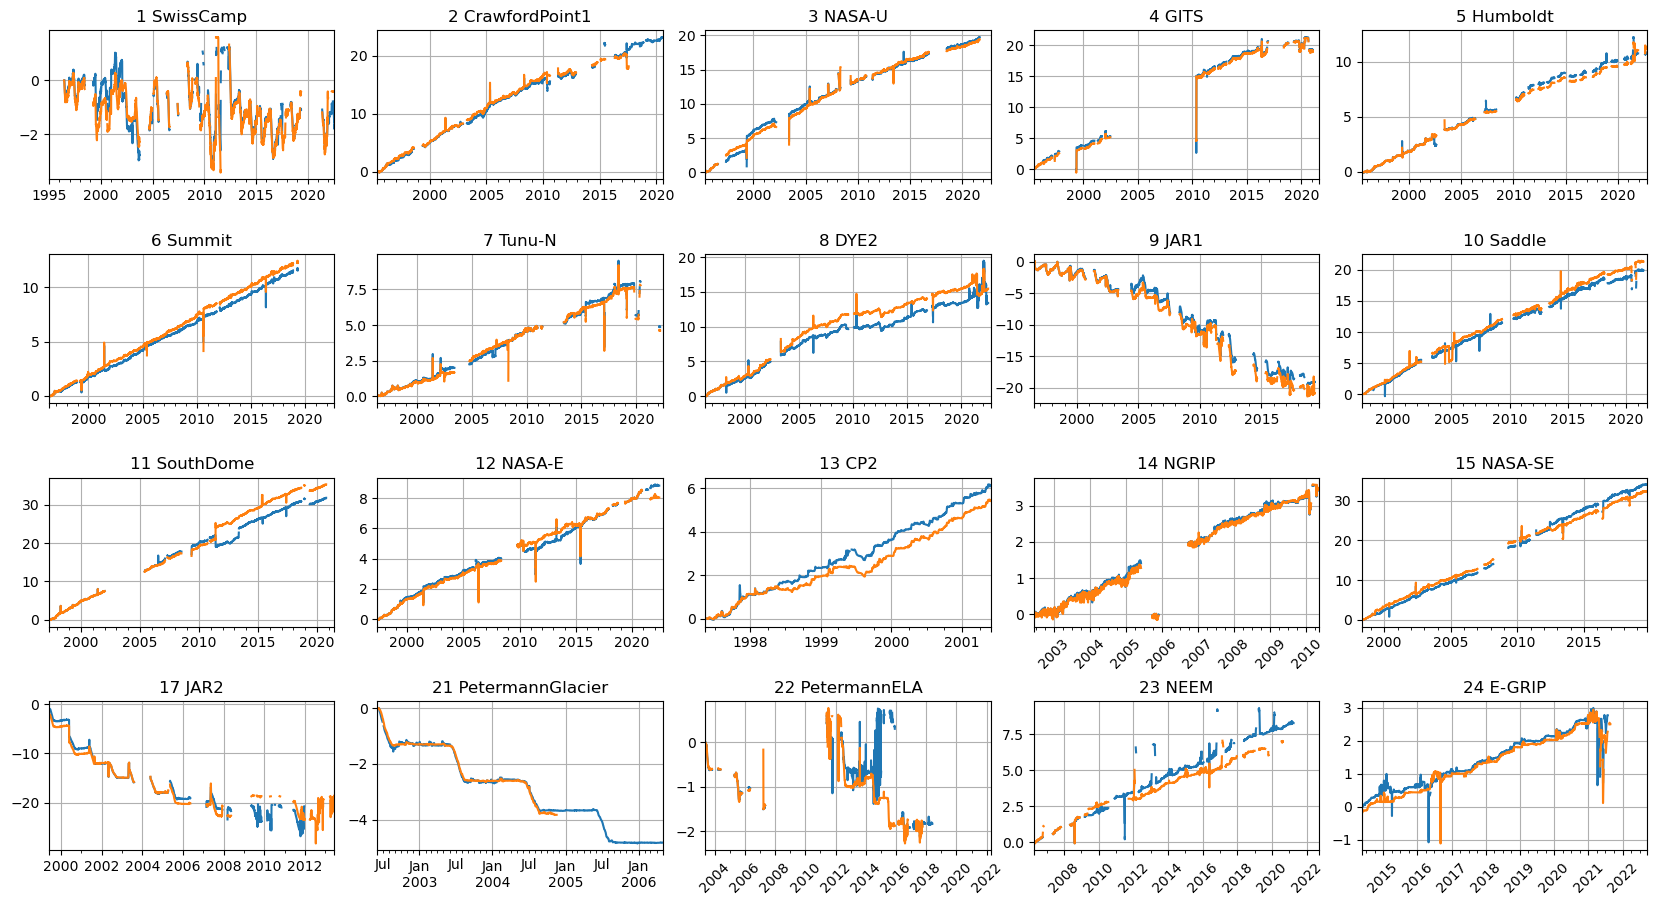 1 SwissCamp
0
−2
1995 2000 2005 2010 2015 2020
2 CrawfordPoint1
20
10
0
2000 2005 2010 2015 2020
3 NASA-U
20
15
10
5
0
2000 2005 2010 2015 2020
4 GITS
20
15
10
5
0
2000 2005 2010 2015 2020
5 Humboldt
10
5
0
2000 2005 2010 2015 2020
6 Summit
10
5
0
2000 2005 2010 2015 2020
7 Tunu-N
7.5
5.0
2.5
0.0
2000 2005 2010 2015 2020
8 DYE2
20
15
10
5
0
2000 2005 2010 2015 2020
9 JAR1
0
−5
−10
−15
−20
2000 2005 2010 2015
10 Saddle
20
15
10
5
0
2000 2005 2010 2015 2020
11 SouthDome
30
20
10
0
2000 2005 2010 2015 2020
12 NASA-E
8
6
4
2
0
2000 2005 2010 2015 2020
13 CP2
6
4
2
0
1998 1999 2000 2001
14 NGRIP
3
2
1
0
2003 2004 2005 2006 2007 2008 2009 2010
15 NASA-SE
30
20
10
0
2000 2005 2010 2015
17 JAR2
0
−10
−20
2000 2002 2004 2006 2008 2010 2012
21 PetermannGlacier
0
−2
−4
Jul Jan Jul Jan Jul Jan Jul Jan
2003 2004 2005 2006
22 PetermannELA
0
−1
−2
2004 2006 2008 2010 2012 2014 2016 2018 2020 2022
23 NEEM
7.5
5.0
2.5
0.0
2008 2010 2012 2014 2016 2018 2020 2022
24 E-GRIP
3
2
1
0
−1
2015 2016 2017 2018 2019 2020 2021 2022